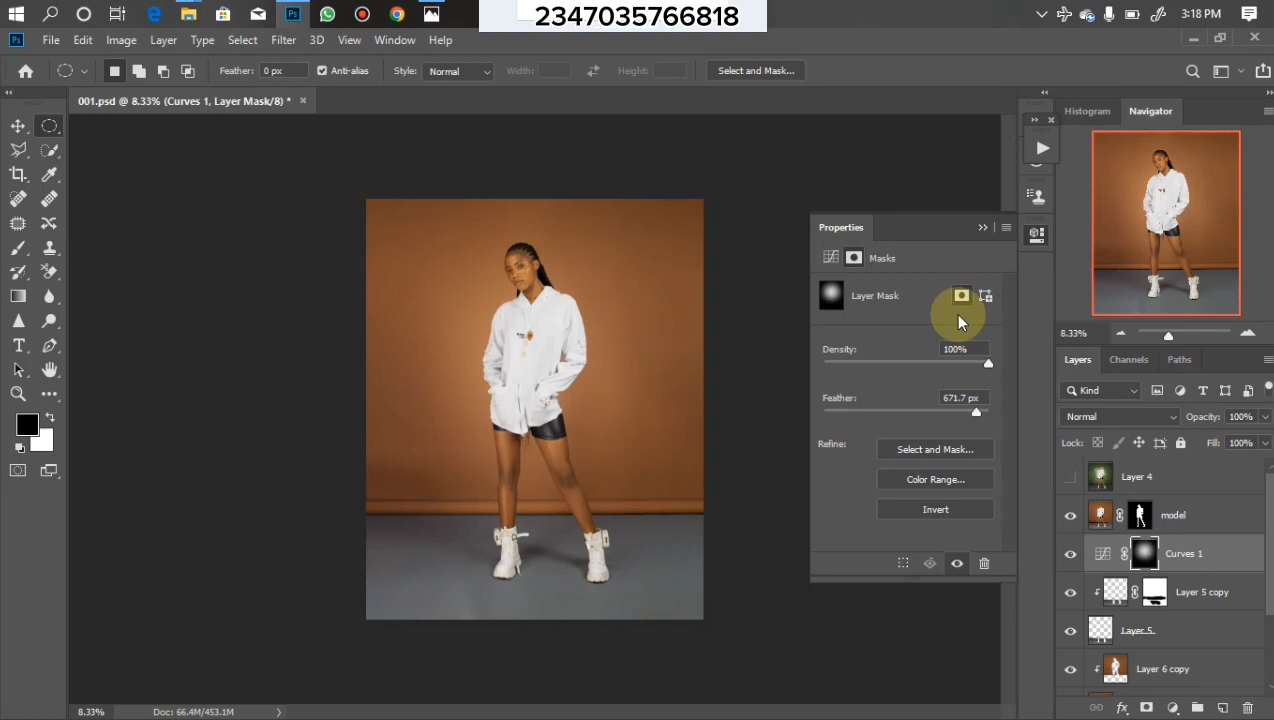 2347035766818
3:18 PM
Ps
File Edit Image Layer Type Select Filter 3D View Window Help
Feather: 0 px Anti-alias Style: Normal Width: Height: Select and Mask...
001.psd @ 8.33% (Curves 1, Layer Mask/8) *
Histogram Navigator
Properties
Masks
Layer Mask
Density: 100%
Feather: 671.7 px
Refine: Select and Mask...
Color Range...
Invert
8.33%
Layers Channels Paths
Kind
Normal Opacity: 100%
Lock: Fill: 100%
Layer 4
model
Curves 1
Layer 5 copy
Layer 5
Layer 6 copy
8.33% Doc: 66.4M/453.1M